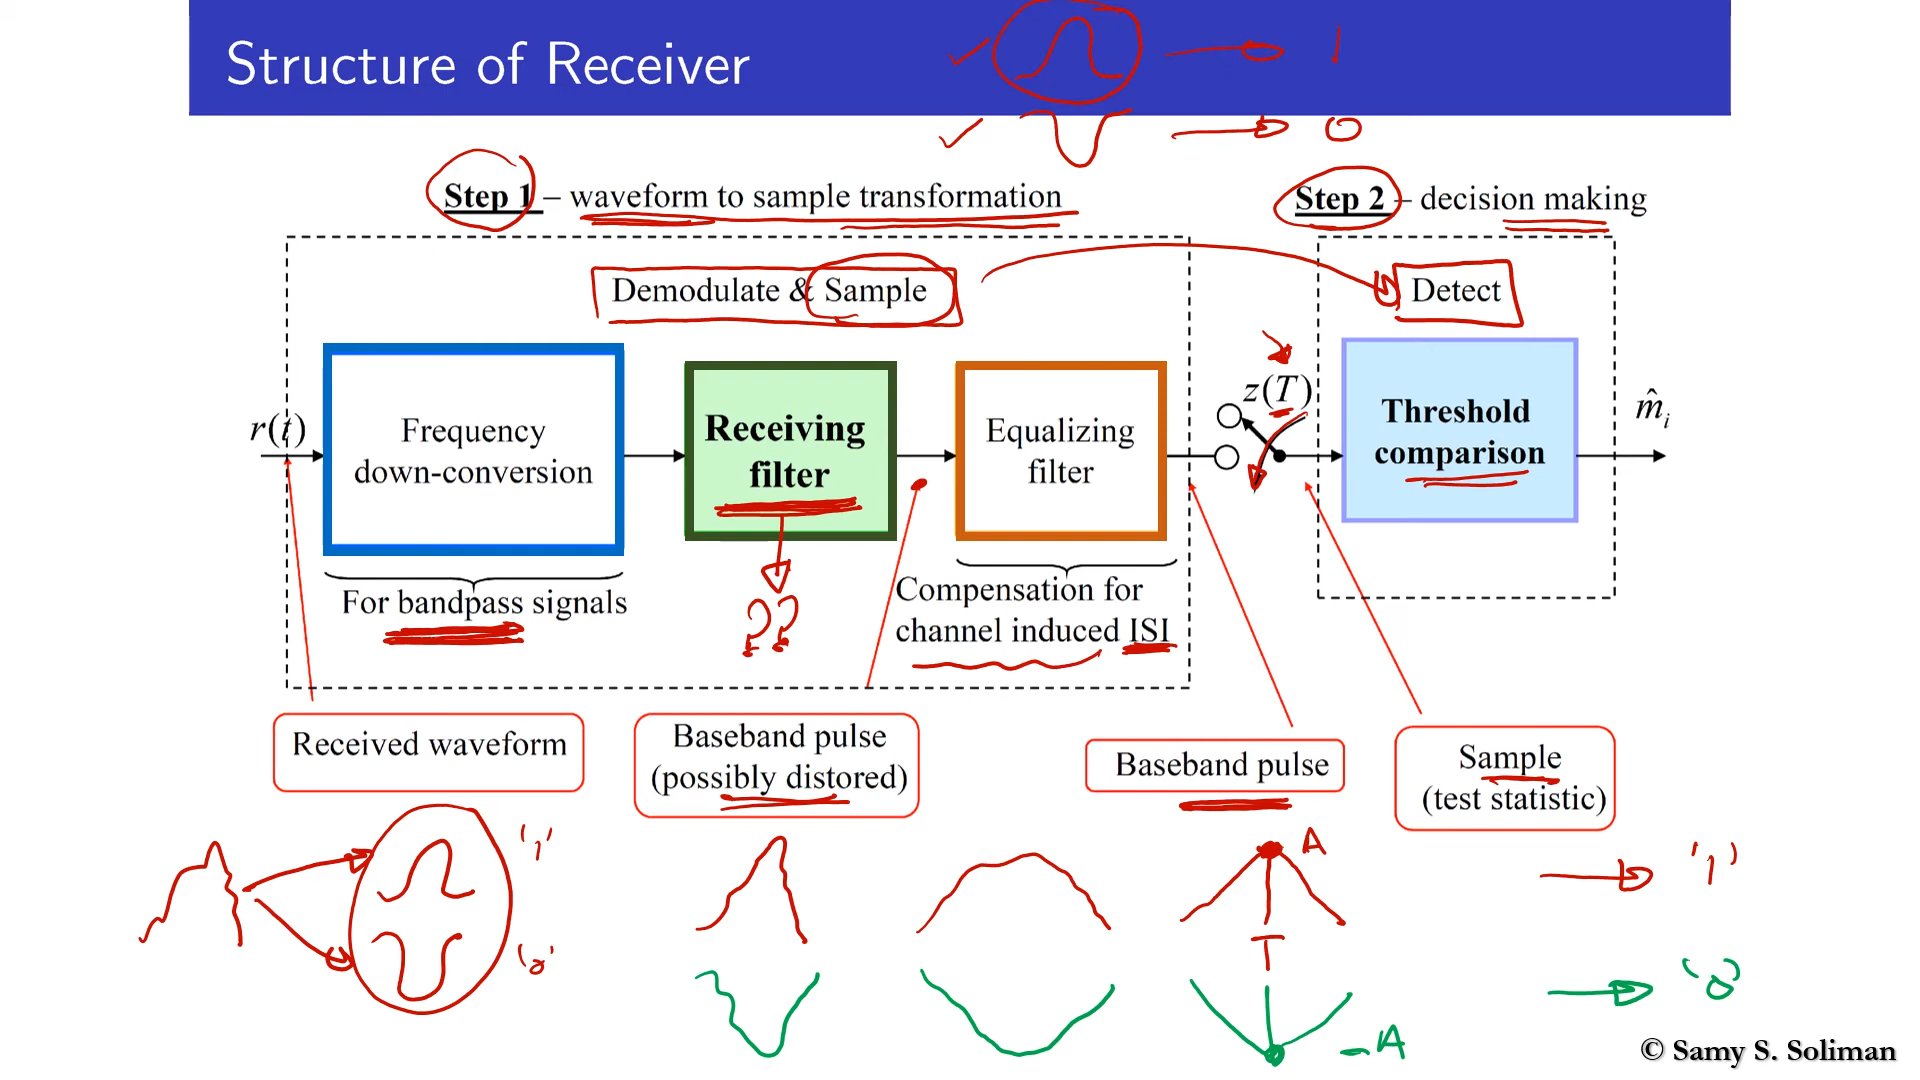 Structure of Receiver
1
0
Step 1 – waveform to sample transformation
Step 2 – decision making
Demodulate & Sample
Detect
r(t)
Frequency
down-conversion
Receiving
filter
Equalizing
filter
z(T)
Threshold
comparison
m̂i
For bandpass signals
??
Compensation for
channel induced ISI
Received waveform
Baseband pulse
(possibly distored)
Baseband pulse
Sample
(test statistic)
'1'
'0'
A
T
'1'
-A
'0'
© Samy S. Soliman